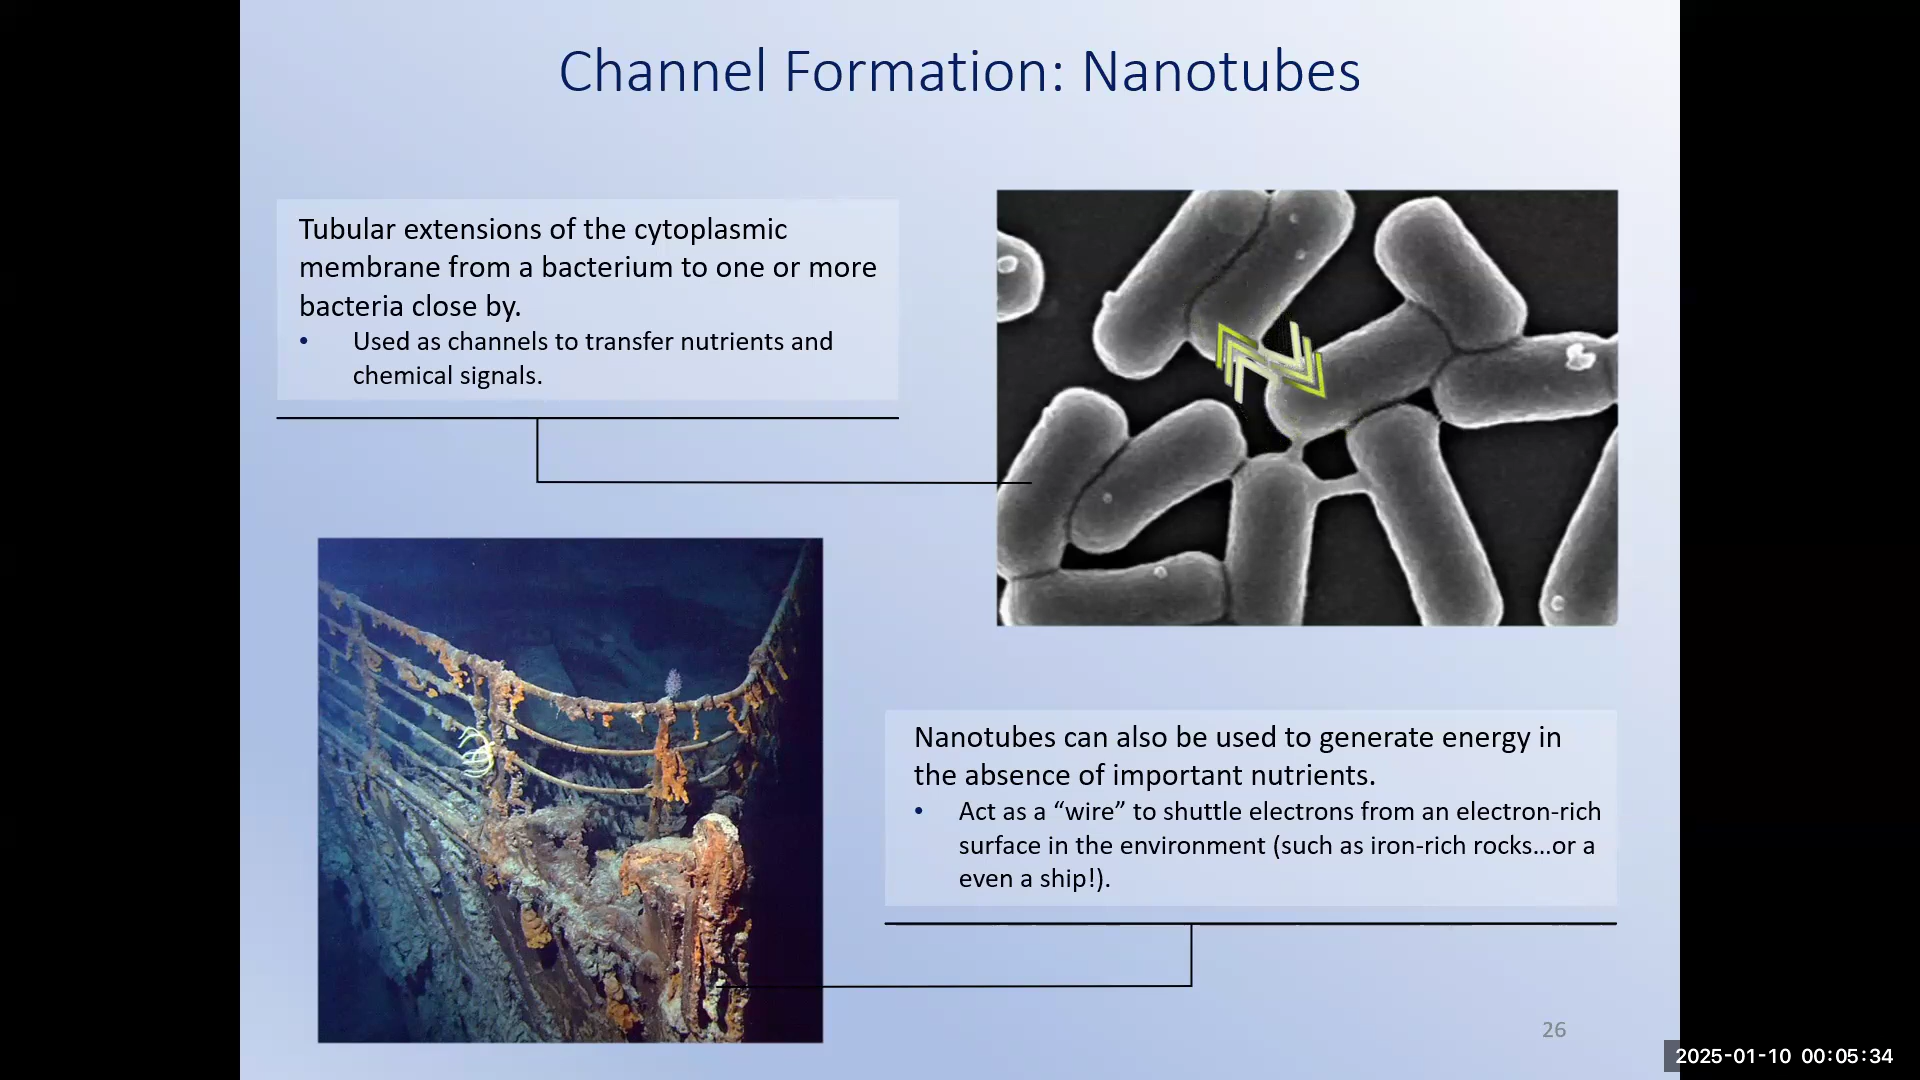 Channel Formation: Nanotubes
Tubular extensions of the cytoplasmic
membrane from a bacterium to one or more
bacteria close by.
• Used as channels to transfer nutrients and
chemical signals.
Nanotubes can also be used to generate energy in
the absence of important nutrients.
• Act as a “wire” to shuttle electrons from an electron-rich
surface in the environment (such as iron-rich rocks…or a
even a ship!).
26
2025-01-10 00:05:34